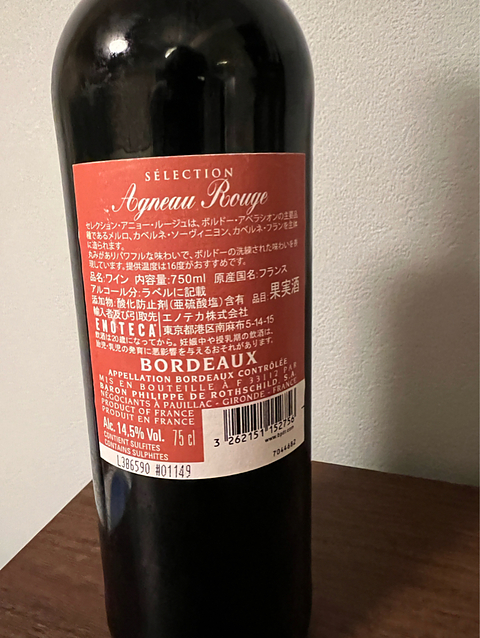 SÉLECTION
Agneau Rouge
セレクション・アニョー・ルージュは、ボルドー・アペラシオンの主要品
種であるメルロ、カベルネ・ソーヴィニヨン、カベルネ・フランを主体
に造られます。
丸みがありパワフルな味わいで、ボルドーの洗練された味わいを表
現しています。提供温度は16度がおすすめです。
品名:ワイン 内容量:750ml 原産国名:フランス
アルコール分:ラベルに記載
添加物:酸化防止剤(亜硫酸塩)含有 品目:果実酒
輸入者及び引取先:エノテカ株式会社
ENOTECA 東京都港区南麻布5-14-15
飲酒は20歳になってから。妊娠中や授乳期の飲酒は、
胎児・乳児の発育に悪影響を与えるおそれがあります。
BORDEAUX
APPELLATION BORDEAUX CONTRÔLÉE
MIS EN BOUTEILLE À F 33112 PAR
BARON PHILIPPE DE ROTHSCHILD S.A.
NÉGOCIANTS À PAUILLAC - GIRONDE - FRANCE
PRODUCT OF FRANCE
PRODUIT EN FRANCE
Alc. 14,5% Vol. 75 cl
CONTIENT SULFITES
CONTAINS SULPHITES
3 262151 152756
www.bpdr.com
7044482
L3B6590 #01149